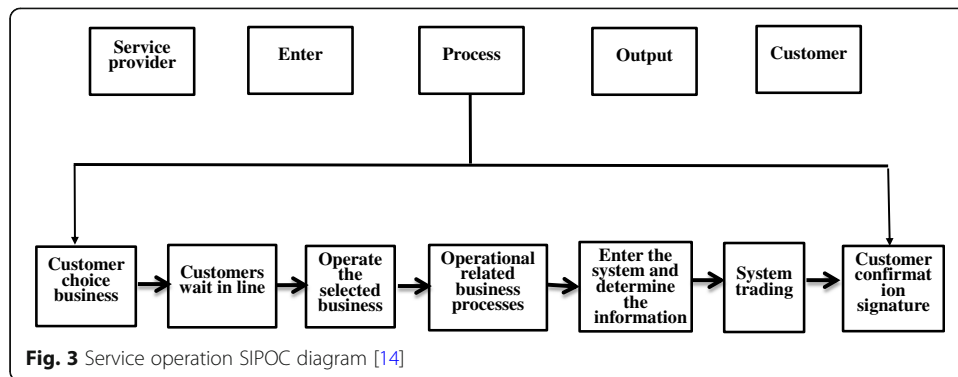 Service
provider
Enter
Process
Output
Customer
Customer
choice
business
Customers
wait in line
Operate
the
selected
business
Operational
related
business
processes
Enter the
system and
determine
the
information
System
trading
Customer
confirmat
ion
signature
Fig. 3 Service operation SIPOC diagram [14]